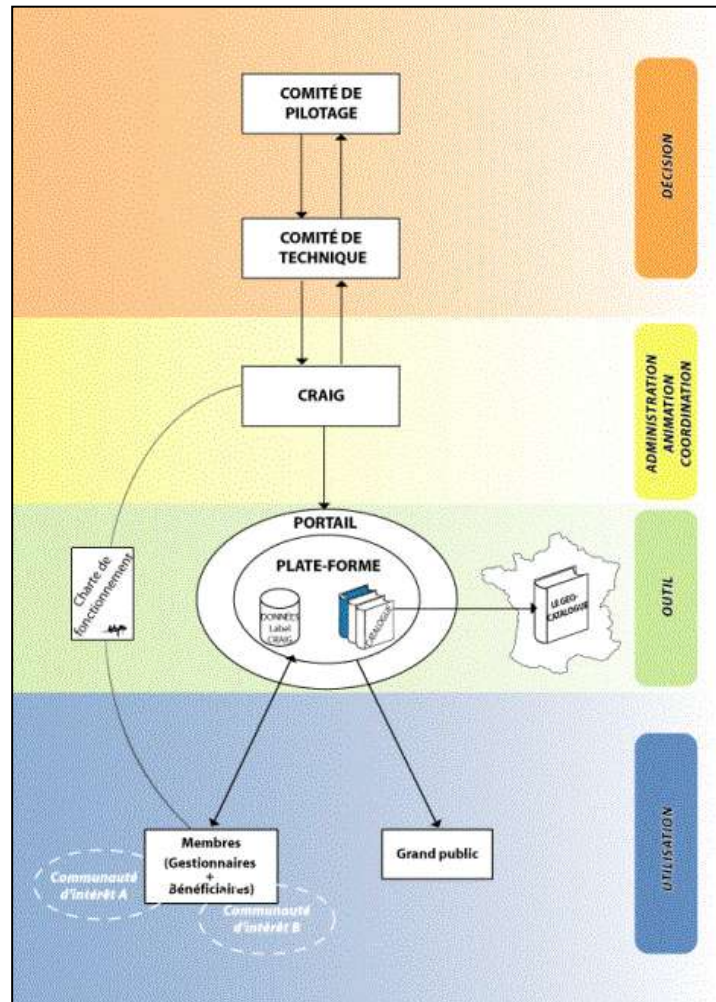 COMITÉ DE
PILOTAGE
DÉCISION
COMITÉ DE
TECHNIQUE
CRAIG
ADMINISTRATION
ANIMATION
COORDINATION
PORTAIL
PLATE-FORME
DONNÉES
Label
CRAIG
CATALOGUE
LE GÉO-
CATALOGUE
OUTIL
Charte de
fonctionnement
Membres
(Gestionnaires
+
Bénéficiaires)
Grand public
Communauté
d'intérêt A
Communauté
d'intérêt B
UTILISATION